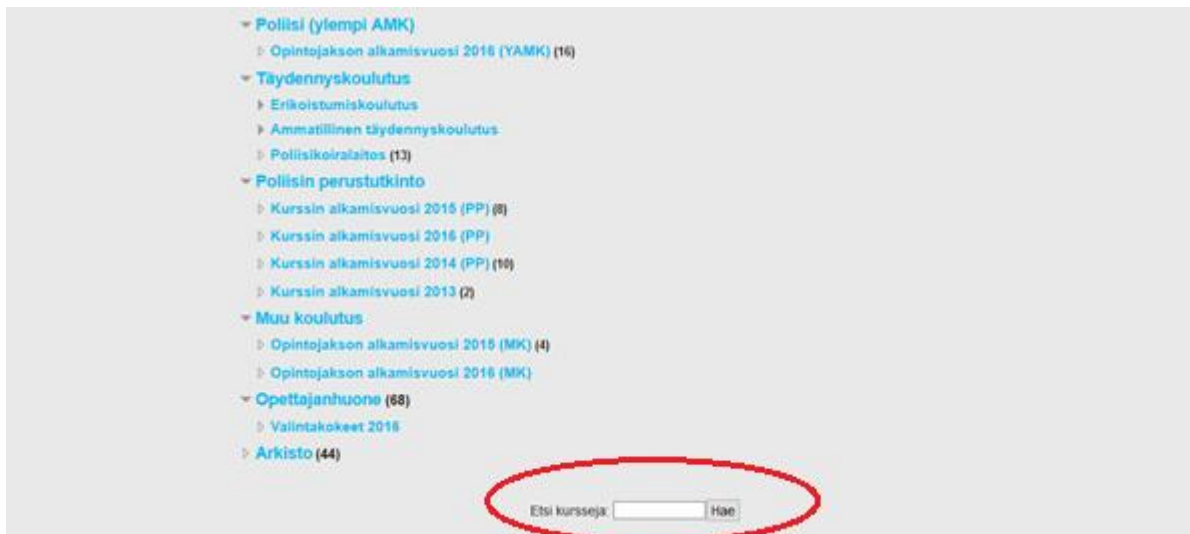 Poliisi (ylempi AMK)
Opintojakson alkamisvuosi 2016 (YAMK) (16)
Täydennyskoulutus
Erikoistumiskoulutus
Ammatillinen täydennyskoulutus
Poliisikoiralaitos (13)
Poliisin perustutkinto
Kurssin alkamisvuosi 2015 (PP) (8)
Kurssin alkamisvuosi 2016 (PP)
Kurssin alkamisvuosi 2014 (PP) (10)
Kurssin alkamisvuosi 2013 (2)
Muu koulutus
Opintojakson alkamisvuosi 2015 (MK) (4)
Opintojakson alkamisvuosi 2016 (MK)
Opettajanhuone (68)
Valintakokeet 2016
Arkisto (44)
Etsi kursseja: Hae